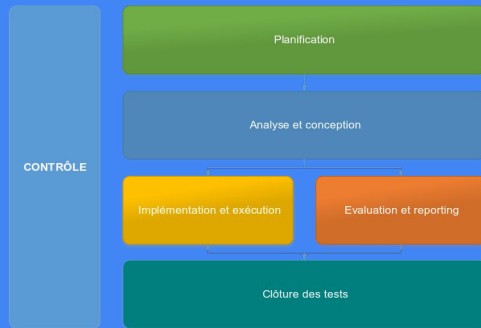 CONTRÔLE
Planification
Analyse et conception
Implémentation et exécution
Evaluation et reporting
Clôture des tests